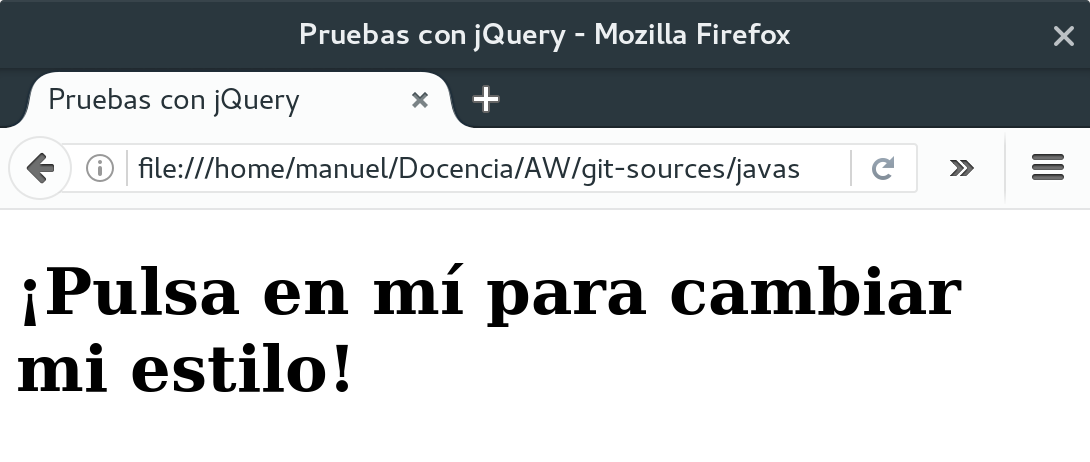 Pruebas con jQuery - Mozilla Firefox
Pruebas con jQuery
file:///home/manuel/Docencia/AW/git-sources/javas
¡Pulsa en mí para cambiar
mi estilo!